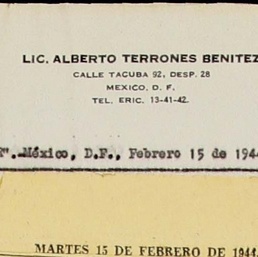 LIC. ALBERTO TERRONES BENITEZ
CALLE TACUBA 92, DESP. 28
MEXICO, D. F.
TEL. ERIC. 13-41-42.
".-México, D.F., Febrero 15 de 194
MARTES 15 DE FEBRERO DE 1944